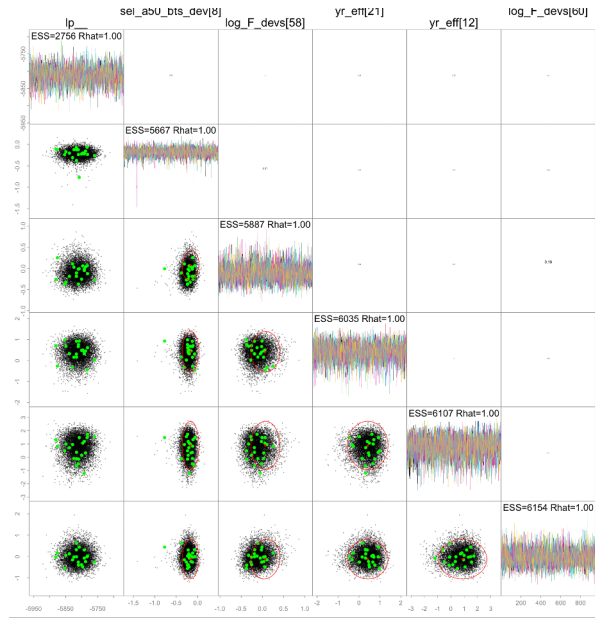 lp__ sel_a50_bts_dev[8] log_F_devs[58] yr_eff[21] yr_eff[12] log_F_devs[60]
ESS=2756 Rhat=1.00
-5950 -5850 -5750
ESS=5667 Rhat=1.00
-1.5 -1.0 -0.5 0.0
ESS=5887 Rhat=1.00
-1.0 -0.5 0.0 0.5 1.0
0.19
ESS=6035 Rhat=1.00
-2 -1 0 1 2
ESS=6107 Rhat=1.00
-3 -2 -1 0 1 2 3
ESS=6154 Rhat=1.00
-1 0 1
-5950 -5850 -5750 -1.5 -1.0 -0.5 0.0 -1.0 0.0 0.5 1.0 -2 -1 0 1 2 -3 -2 -1 0 1 2 3 200 400 600 800